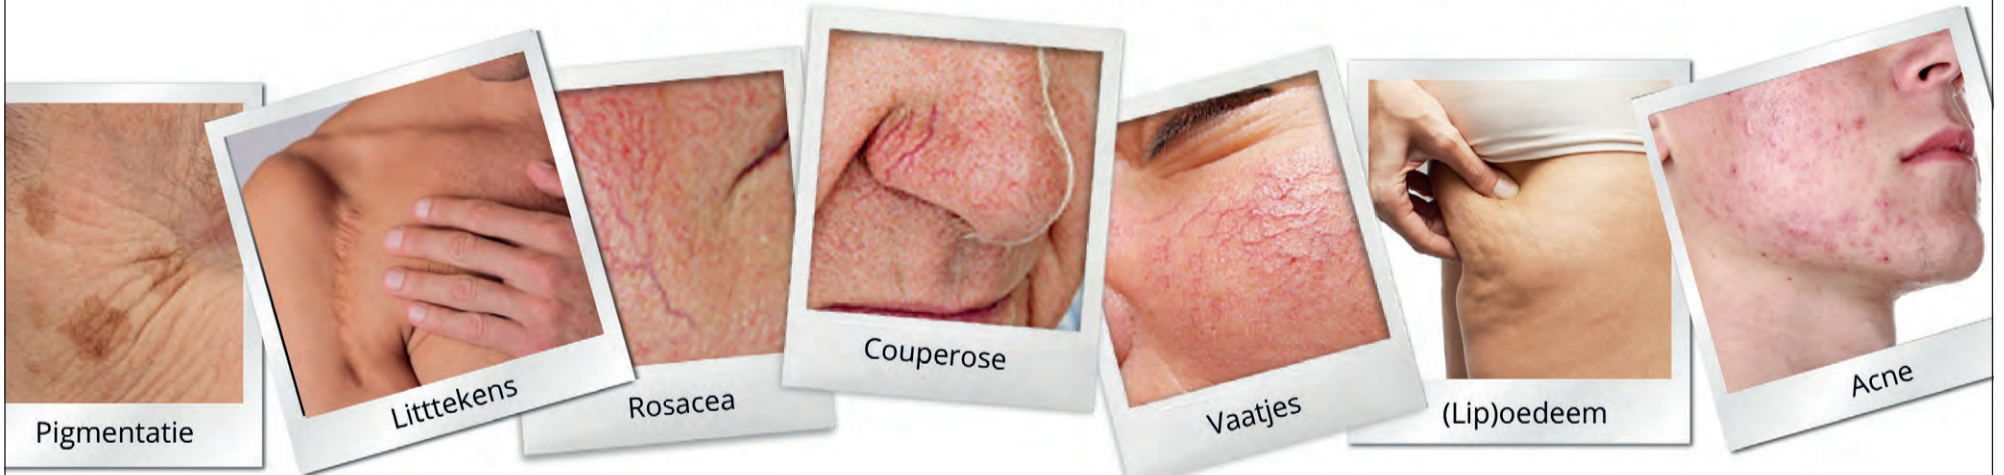 Pigmentatie
Litttekens
Rosacea
Couperose
Vaatjes
(Lip)oedeem
Acne